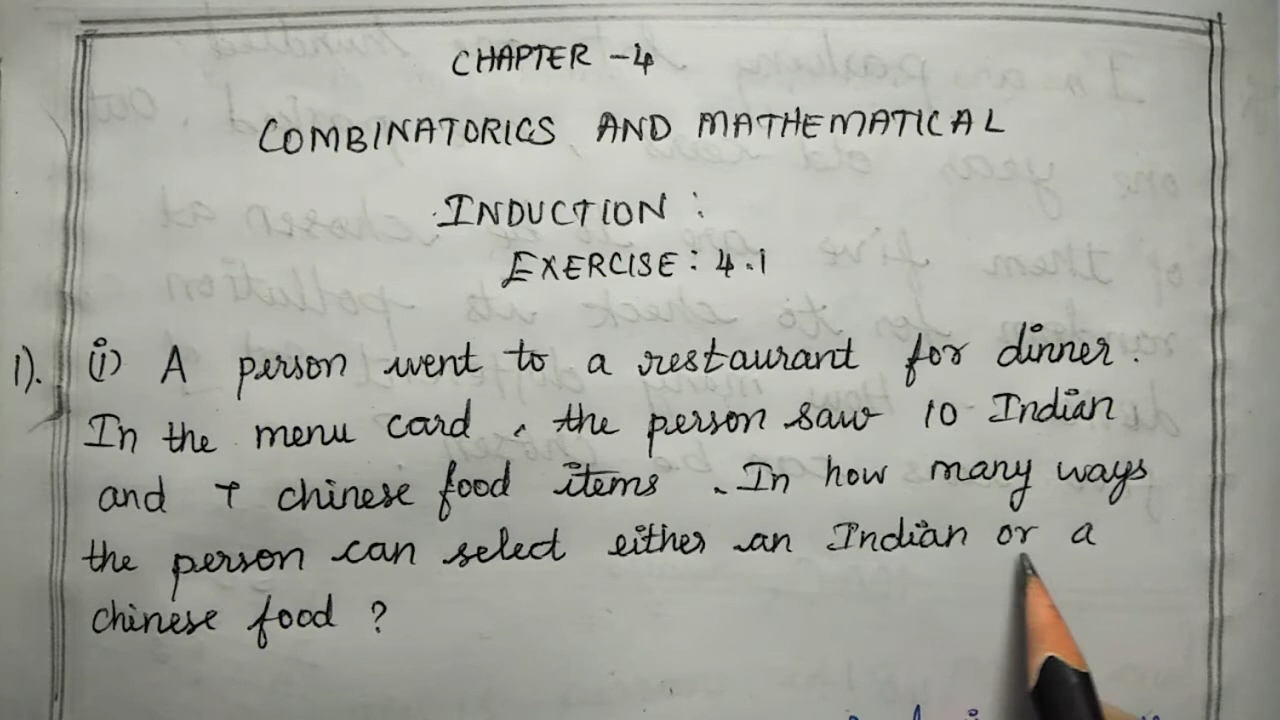 CHAPTER - 4
COMBINATORICS AND MATHEMATICAL
INDUCTION :
EXERCISE : 4.1
1). (i) A person went to a restaurant for dinner.
In the menu card, the person saw 10 Indian
and 7 chinese food items. In how many ways
the person can select either an Indian or a
chinese food ?